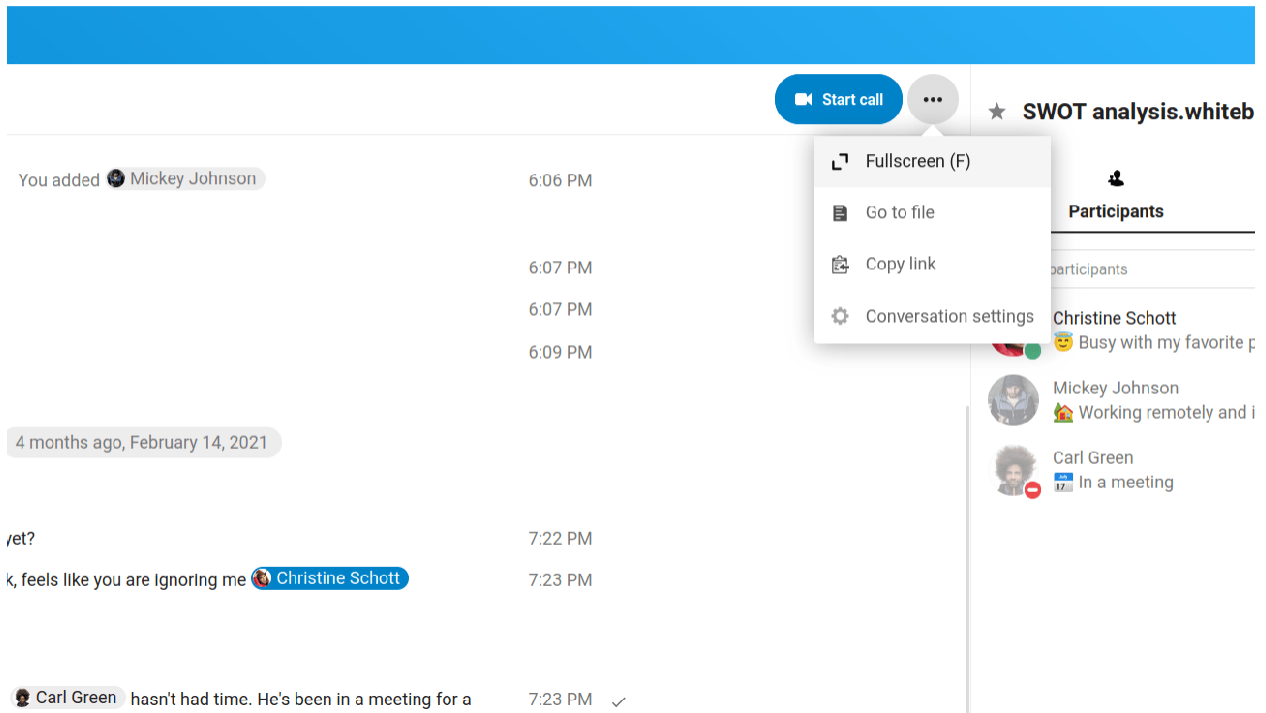 Start call
SWOT analysis.whiteb
Fullscreen (F)
Go to file
Copy link
Conversation settings
Participants
participants
Christine Schott
Busy with my favorite p
Mickey Johnson
Working remotely and i
Carl Green
July
17
In a meeting
You added Mickey Johnson 6:06 PM
6:07 PM
6:07 PM
6:09 PM
4 months ago, February 14, 2021
yet? 7:22 PM
k, feels like you are ignoring me Christine Schott 7:23 PM
Carl Green hasn't had time. He's been in a meeting for a 7:23 PM